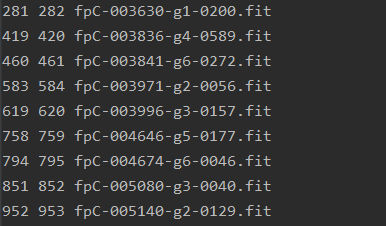 281 282 fpC-003630-g1-0200.fit
419 420 fpC-003836-g4-0589.fit
460 461 fpC-003841-g6-0272.fit
583 584 fpC-003971-g2-0056.fit
619 620 fpC-003996-g3-0157.fit
758 759 fpC-004646-g5-0177.fit
794 795 fpC-004674-g6-0046.fit
851 852 fpC-005080-g3-0040.fit
952 953 fpC-005140-g2-0129.fit